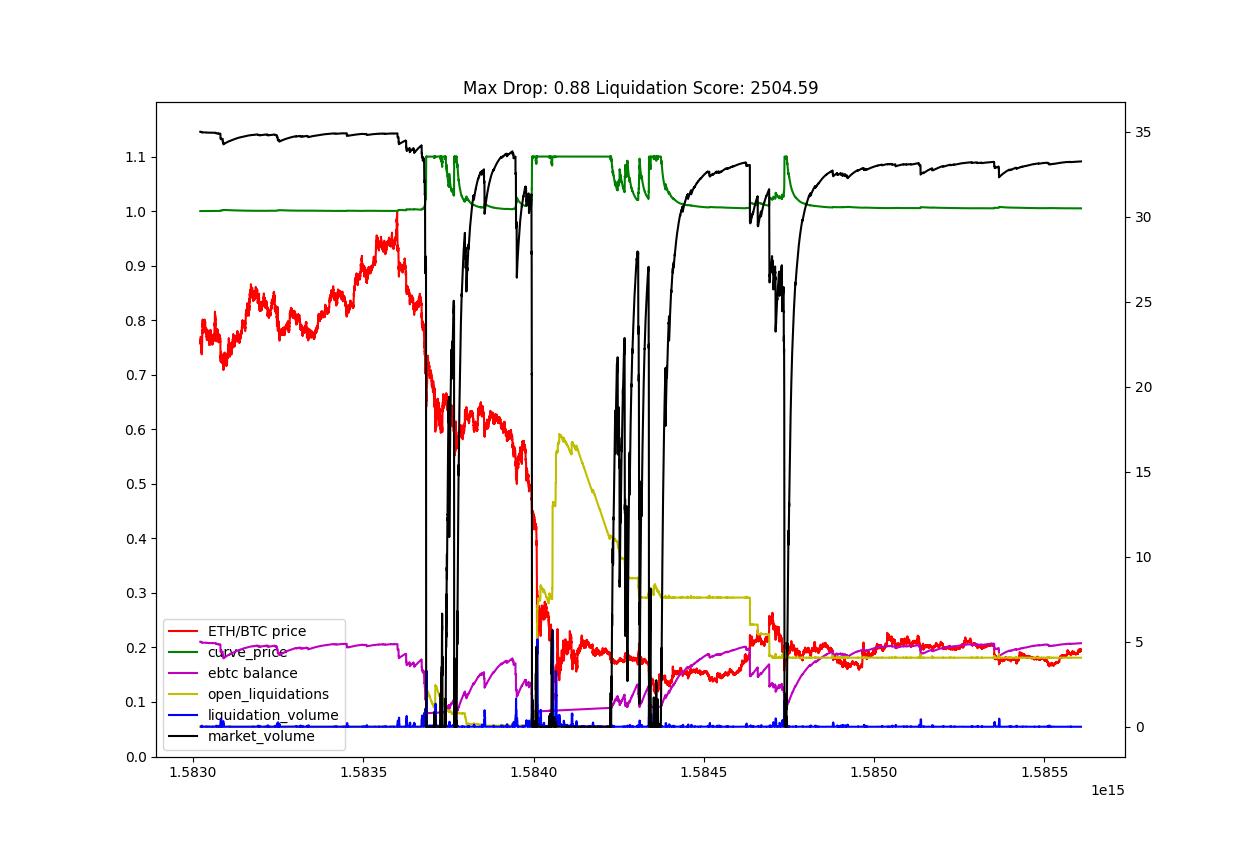 Max Drop: 0.88 Liquidation Score: 2504.59
1.1
1.0
0.9
0.8
0.7
0.6
0.5
0.4
0.3
0.2
0.1
0.0
35
30
25
20
15
10
5
0
ETH/BTC price
curve_price
ebtc balance
open_liquidations
liquidation_volume
market_volume
1.5830 1.5835 1.5840 1.5845 1.5850 1.5855
1e15